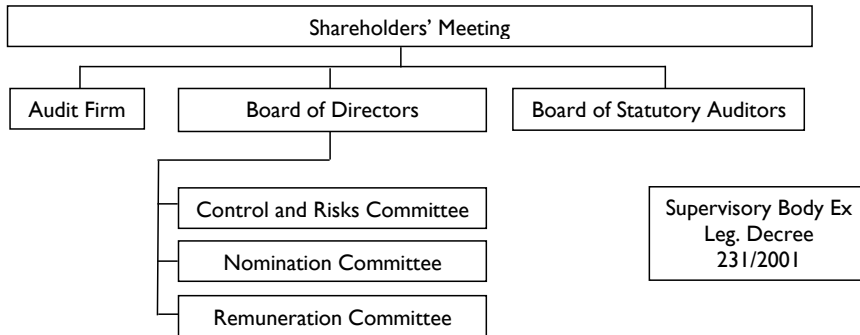 Shareholders' Meeting
Audit Firm
Board of Directors
Board of Statutory Auditors
Control and Risks Committee
Nomination Committee
Remuneration Committee
Supervisory Body Ex
Leg. Decree
231/2001